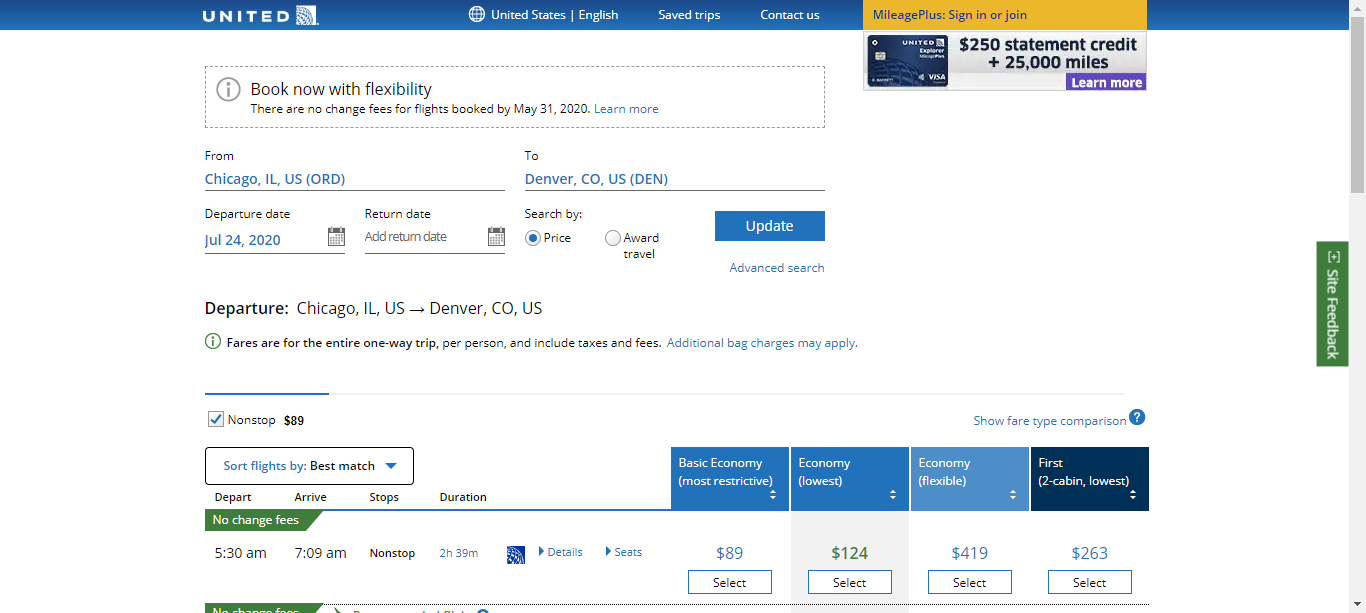 UNITED
United States | English
Saved trips
Contact us
MileagePlus: Sign in or join
UNITED
Explorer
MileagePlus
VISA
$250 statement credit
+ 25,000 miles
Learn more
Book now with flexibility
There are no change fees for flights booked by May 31, 2020. Learn more
From
To
Chicago, IL, US (ORD)
Denver, CO, US (DEN)
Departure date
Return date
Search by:
Jul 24, 2020
Add return date
Price
Award
travel
Update
Advanced search
[+] Site Feedback
Departure: Chicago, IL, US → Denver, CO, US
Fares are for the entire one-way trip, per person, and include taxes and fees. Additional bag charges may apply.
Nonstop $89
Show fare type comparison ?
Sort flights by: Best match
Basic Economy
(most restrictive)
Economy
(lowest)
Economy
(flexible)
First
(2-cabin, lowest)
Depart Arrive Stops Duration
No change fees
5:30 am 7:09 am Nonstop 2h 39m Details Seats $89 $124 $419 $263
Select Select Select Select
No change fees